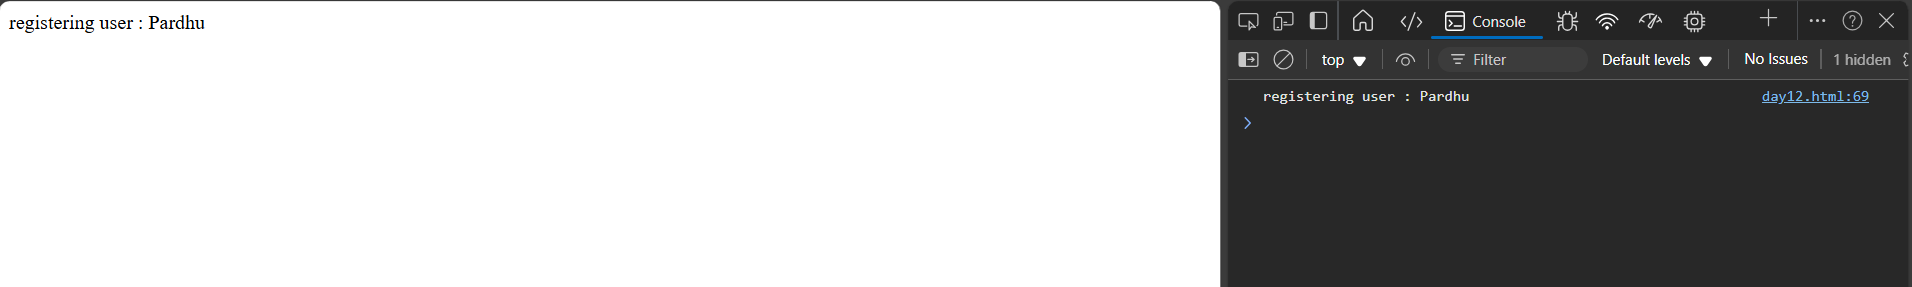 registering user : Pardhu
Console
top
Filter
Default levels
No Issues
1 hidden
registering user : Pardhu day12.html:69